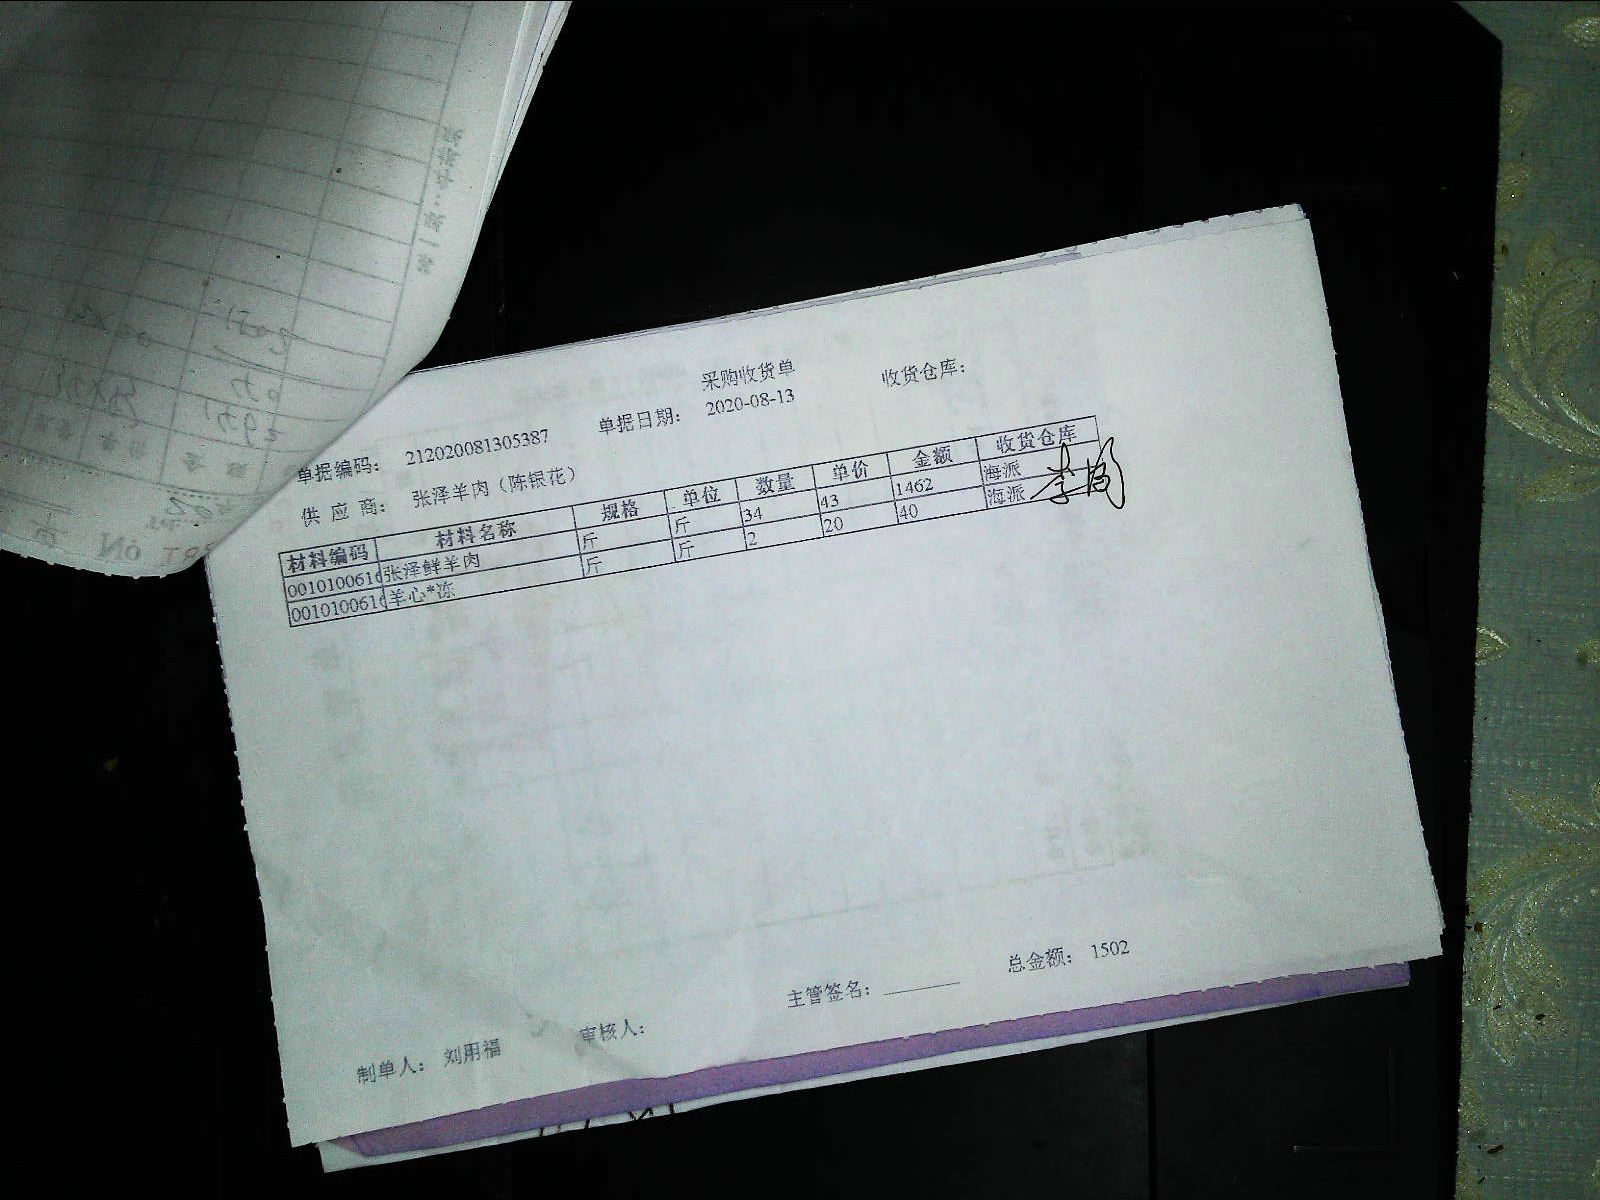 采购收货单
单据编码: 212020081305387 单据日期: 2020-08-13 收货仓库:
供 应 商: 张泽羊肉（陈银花）
材料编码 材料名称 规格 单位 数量 单价 金额 收货仓库
001010061 张泽鲜羊肉 斤 斤 34 43 1462 海派
001010061 羊心*冻 斤 斤 2 20 40 海派
总金额: 1502
制单人: 刘用福 审核人: 主管签名: